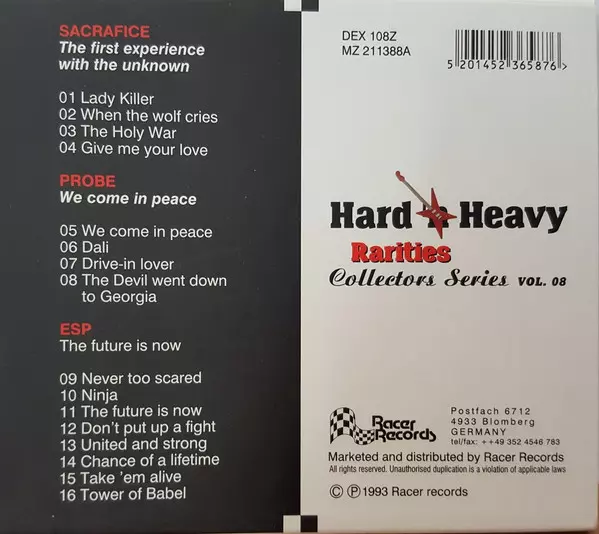 SACRAFICE
The first experience
with the unknown
01 Lady Killer
02 When the wolf cries
03 The Holy War
04 Give me your love
PROBE
We come in peace
05 We come in peace
06 Dali
07 Drive-in lover
08 The Devil went down
to Georgia
ESP
The future is now
09 Never too scared
10 Ninja
11 The future is now
12 Don't put up a fight
13 United and strong
14 Chance of a lifetime
15 Take 'em alive
16 Tower of Babel
DEX 108Z
MZ 211388A
5 201452 365876 >
Hard 'n Heavy
Rarities
Collectors Series VOL. 08
Racer
Records
Postfach 6712
4933 Blomberg
GERMANY
tel/fax: ++49 352 4546 783
Marketed and distributed by Racer Records
All rights reserved. Unauthorised duplication is a violation of applicable laws
© ℗ 1993 Racer records